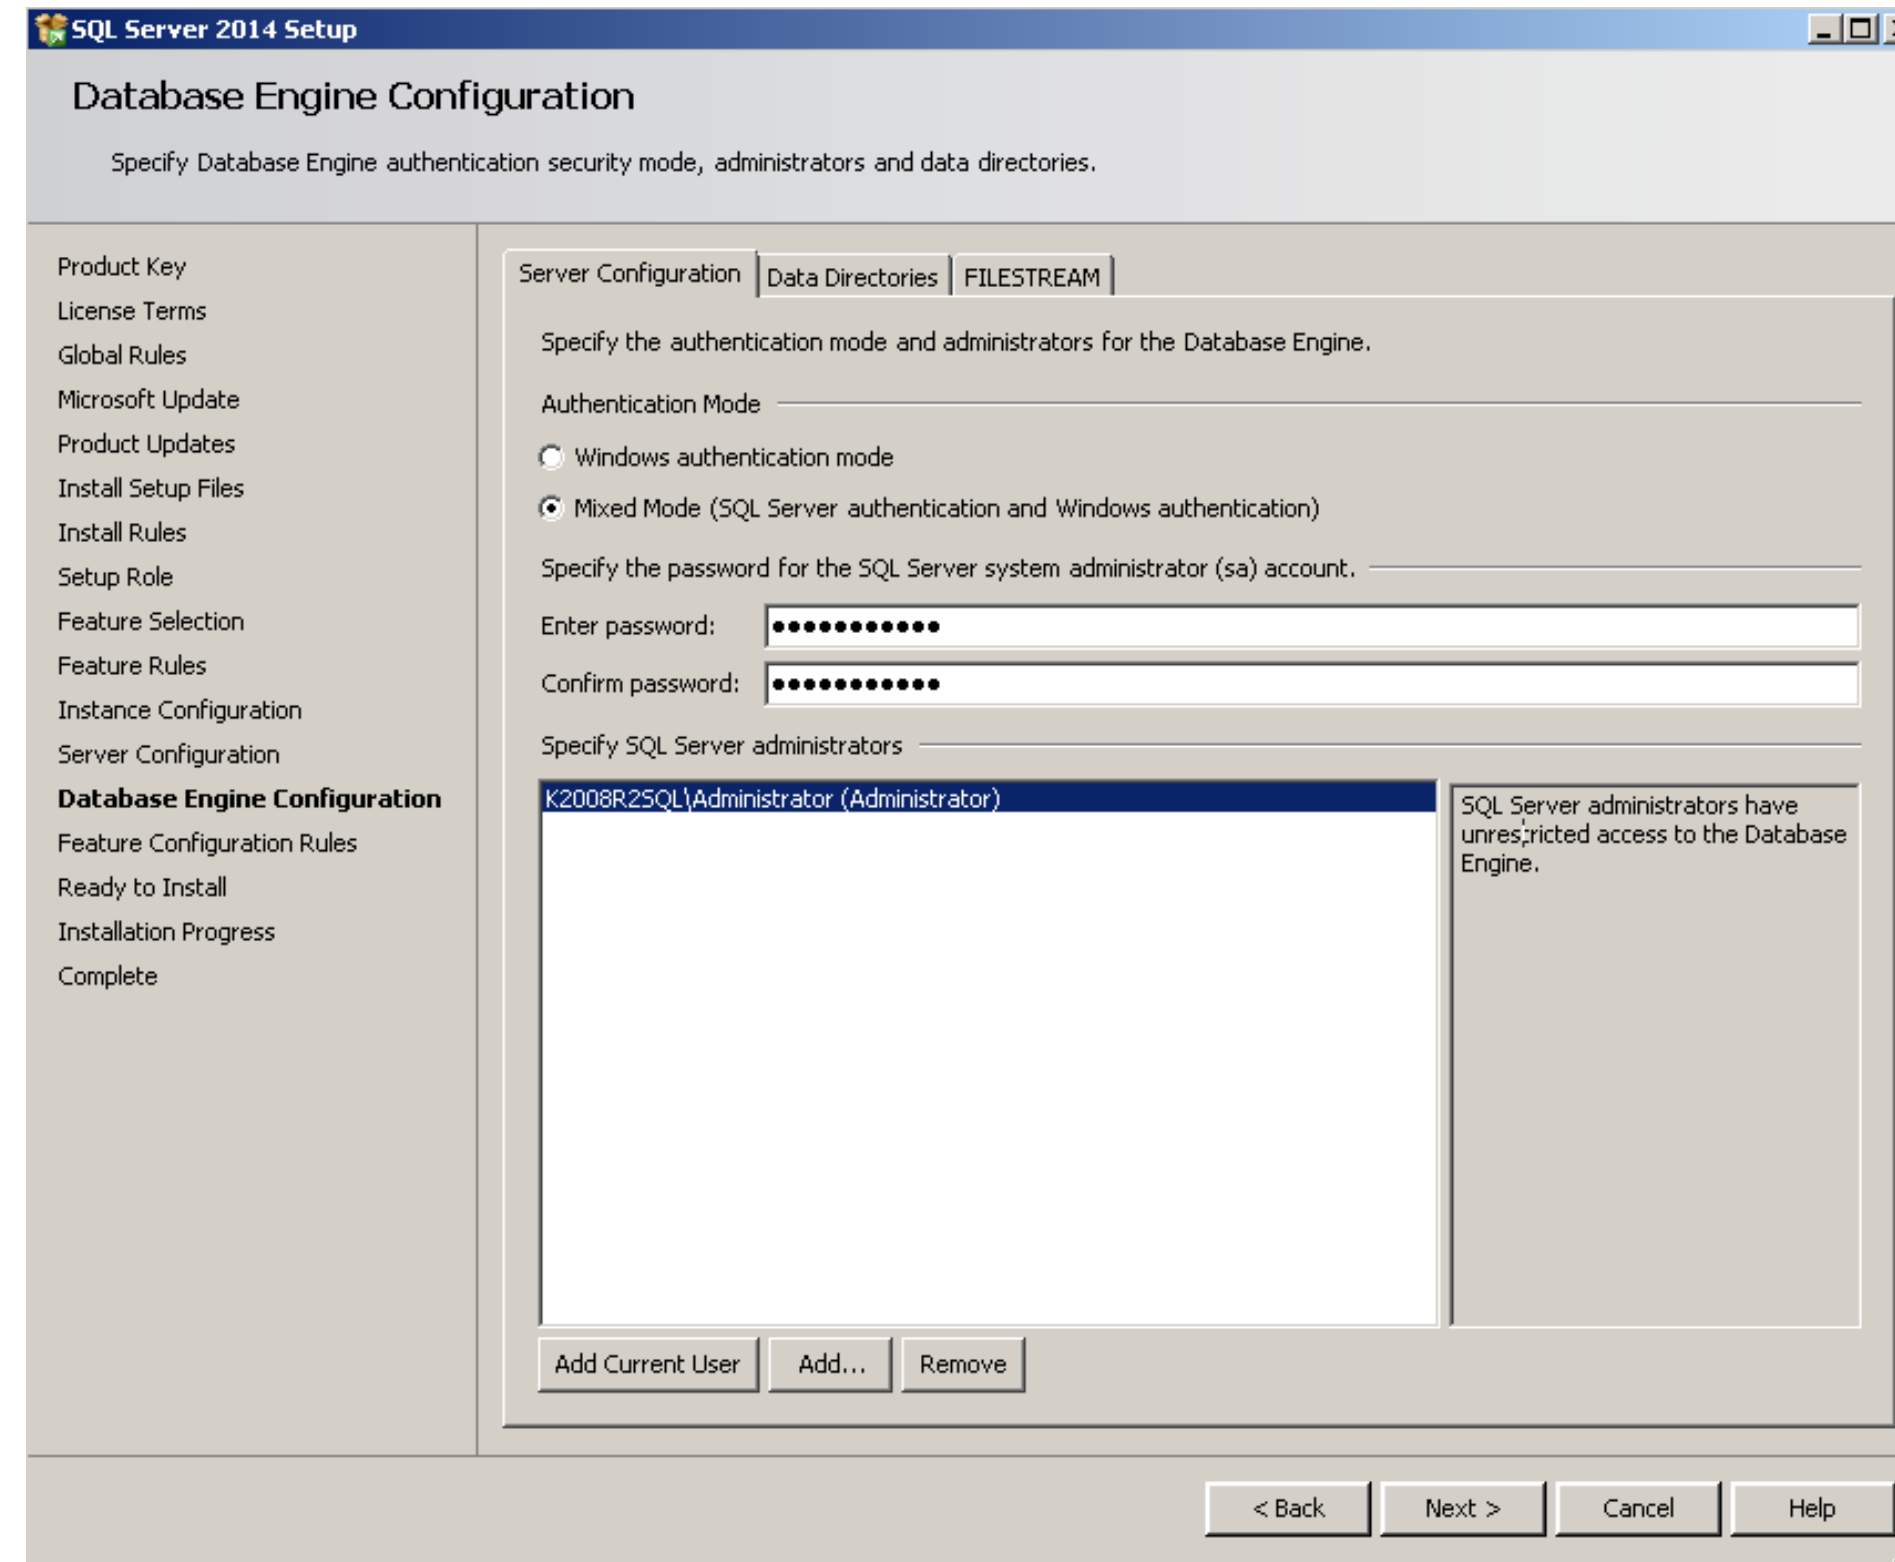 SQL Server 2014 Setup
Database Engine Configuration
Specify Database Engine authentication security mode, administrators and data directories.
Product Key
License Terms
Global Rules
Microsoft Update
Product Updates
Install Setup Files
Install Rules
Setup Role
Feature Selection
Feature Rules
Instance Configuration
Server Configuration
Database Engine Configuration
Feature Configuration Rules
Ready to Install
Installation Progress
Complete
Server Configuration Data Directories FILESTREAM
Specify the authentication mode and administrators for the Database Engine.
Authentication Mode
Windows authentication mode
Mixed Mode (SQL Server authentication and Windows authentication)
Specify the password for the SQL Server system administrator (sa) account.
Enter password: ●●●●●●●●●●●
Confirm password: ●●●●●●●●●●●
Specify SQL Server administrators
K2008R2SQL\Administrator (Administrator)
SQL Server administrators have
unrestricted access to the Database
Engine.
Add Current User Add... Remove
< Back Next > Cancel Help